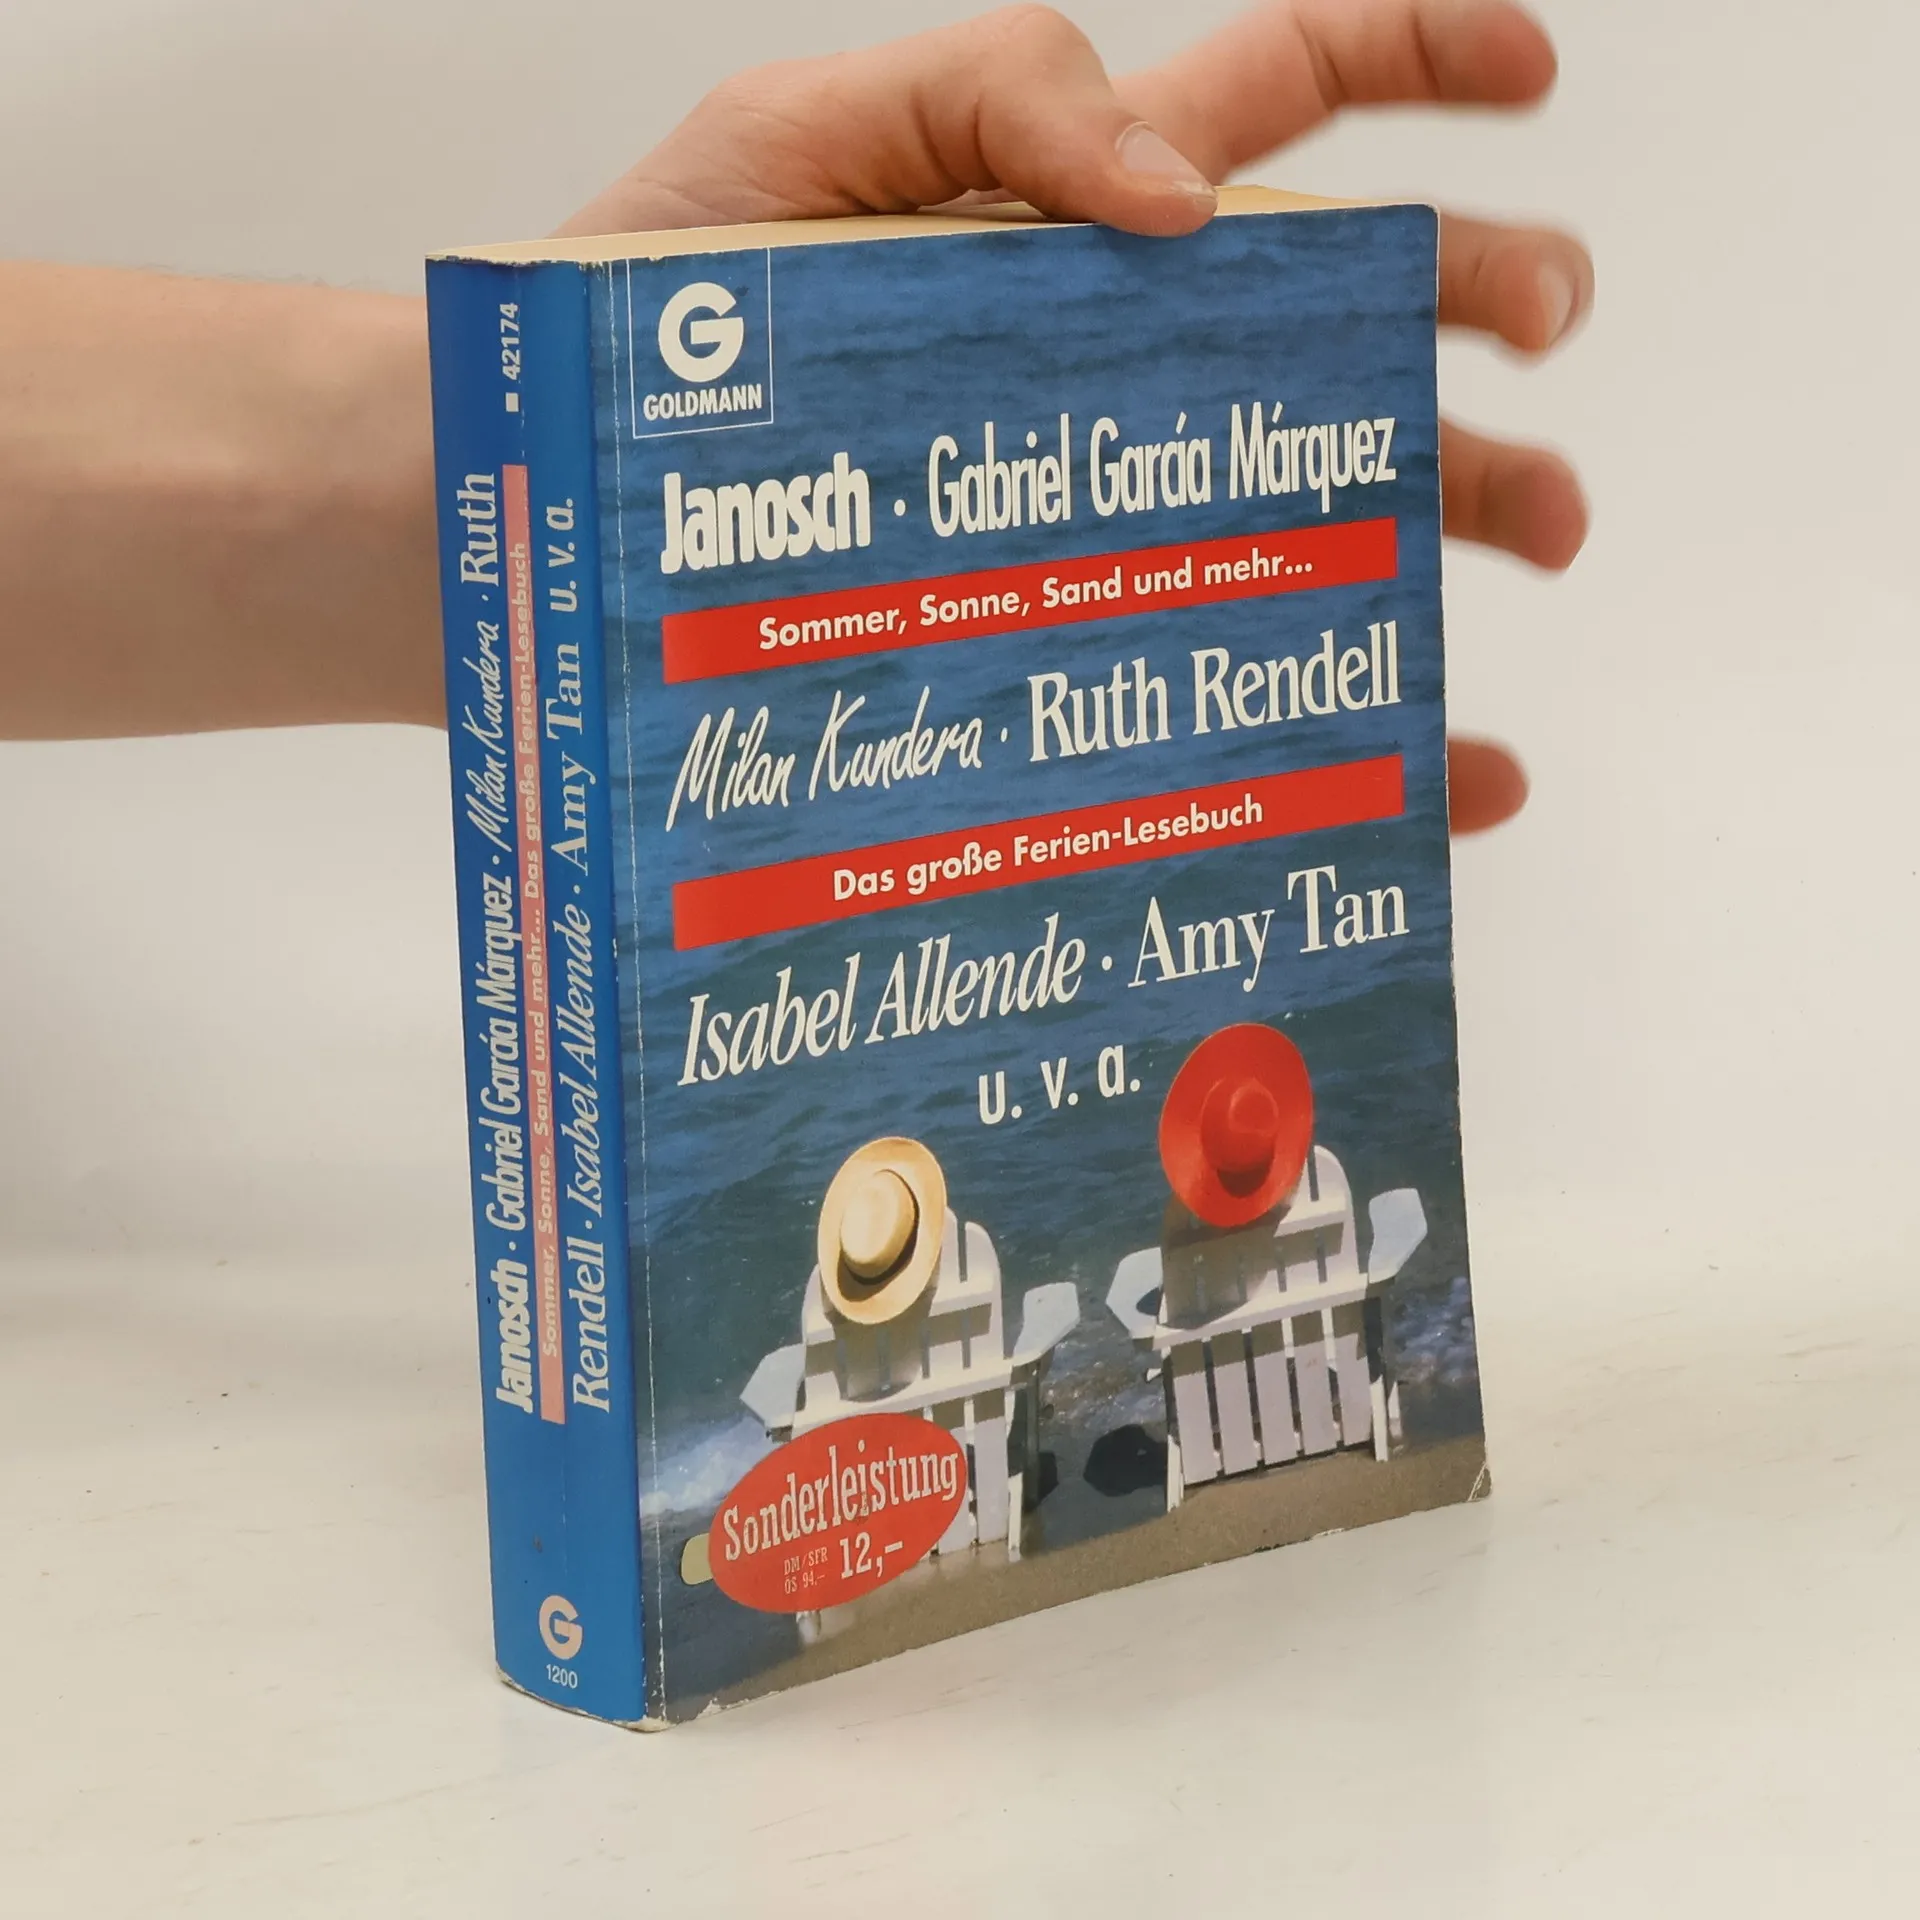 G
GOLDMANN
Janosch · Gabriel García Márquez
Sommer, Sonne, Sand und mehr...
Milan Kundera · Ruth Rendell
Das große Ferien-Lesebuch
Isabel Allende · Amy Tan
u. v. a.
Sonderleistung
DM/SFR
ÖS 94.- 12,-
42174
Janosch · Gabriel García Márquez · Milan Kundera · Ruth
Sommer, Sonne, Sand und mehr... Das große Ferien-Lesebuch
Rendell · Isabel Allende · Amy Tan u. v. a.
G
1200